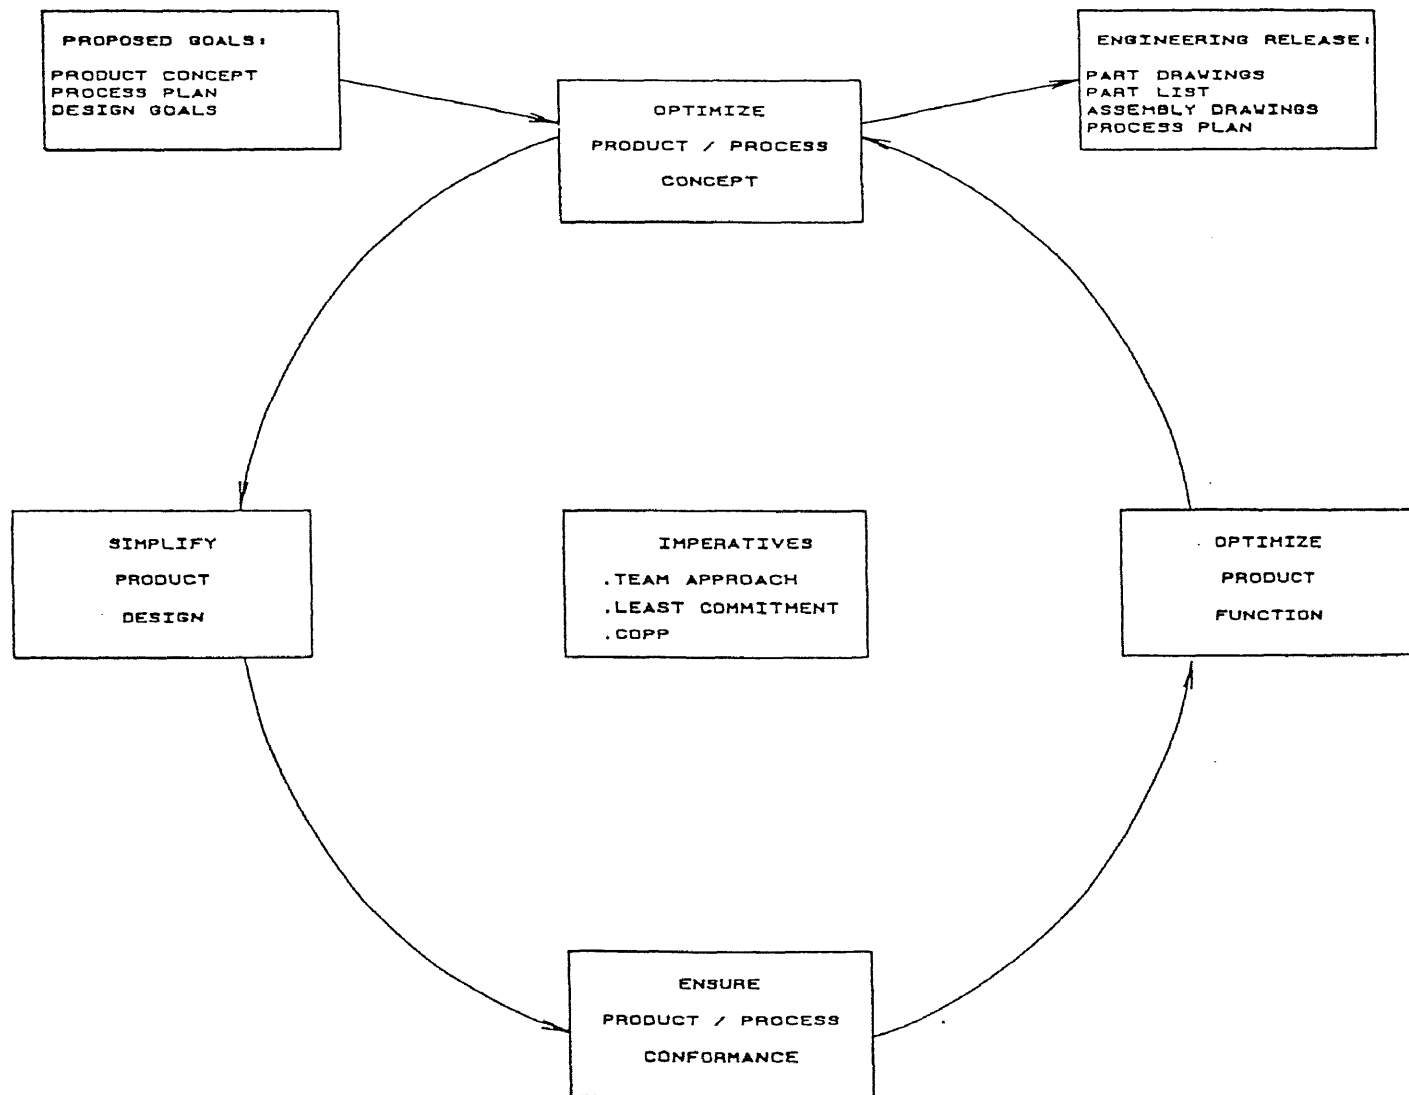 PROPOSED GOALS:
PRODUCT CONCEPT
PROCESS PLAN
DESIGN GOALS
OPTIMIZE
PRODUCT / PROCESS
CONCEPT
ENGINEERING RELEASE:
PART DRAWINGS
PART LIST
ASSEMBLY DRAWINGS
PROCESS PLAN
SIMPLIFY
PRODUCT
DESIGN
IMPERATIVES
.TEAM APPROACH
.LEAST COMMITMENT
.COPP
OPTIMIZE
PRODUCT
FUNCTION
ENSURE
PRODUCT / PROCESS
CONFORMANCE